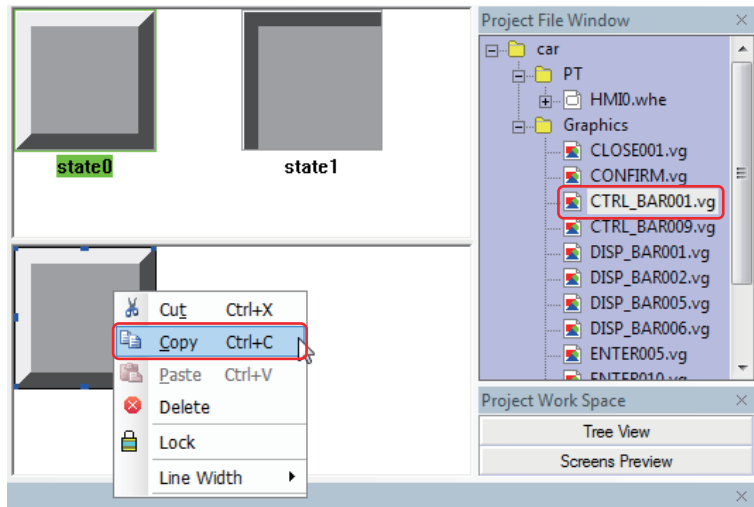 state0
state1
Cut Ctrl+X
Copy Ctrl+C
Paste Ctrl+V
Delete
Lock
Line Width
Project File Window
car
PT
HMI0.whe
Graphics
CLOSE001.vg
CONFIRM.vg
CTRL_BAR001.vg
CTRL_BAR009.vg
DISP_BAR001.vg
DISP_BAR002.vg
DISP_BAR005.vg
DISP_BAR006.vg
ENTER005.vg
ENTER010.vg
Project Work Space
Tree View
Screens Preview